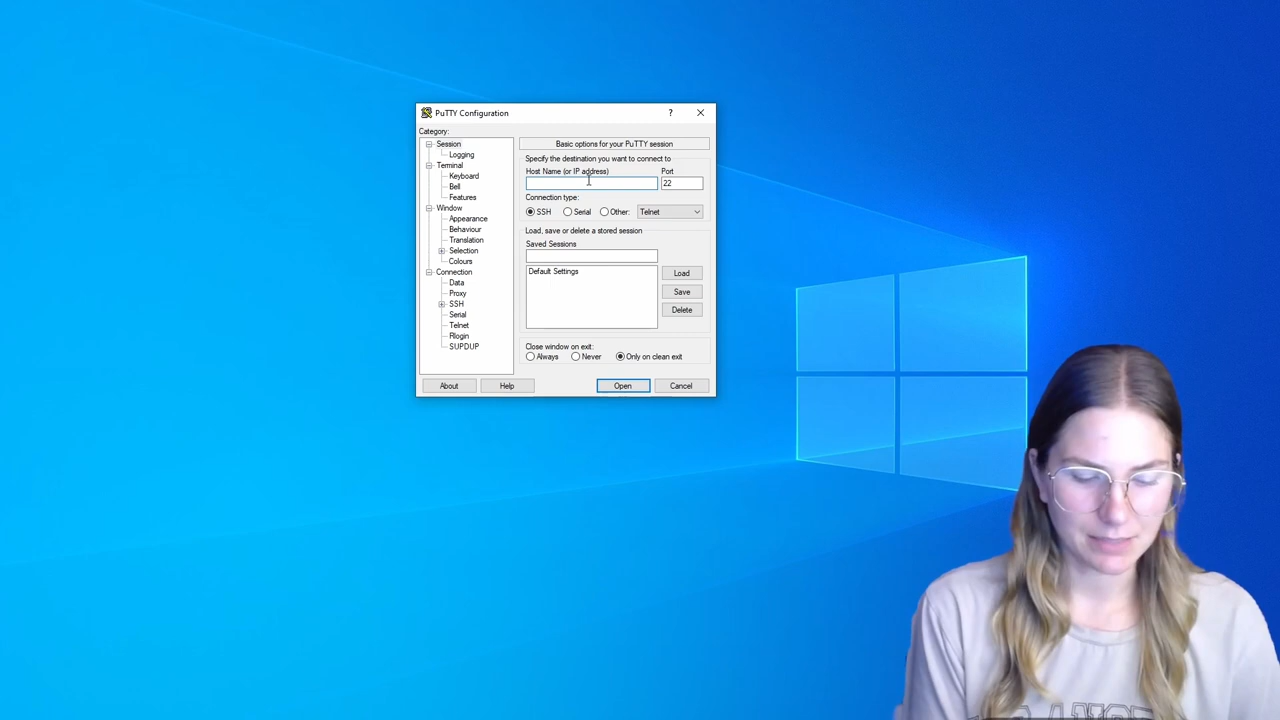 PuTTY Configuration
?
Category:
Session
Logging
Terminal
Keyboard
Bell
Features
Window
Appearance
Behaviour
Translation
Selection
Colours
Connection
Data
Proxy
SSH
Serial
Telnet
Rlogin
SUPDUP
Basic options for your PuTTY session
Specify the destination you want to connect to
Host Name (or IP address) Port
22
Connection type:
SSH Serial Other: Telnet
Load, save or delete a stored session
Saved Sessions
Default Settings
Load
Save
Delete
Close window on exit:
Always Never Only on clean exit
About Help Open Cancel